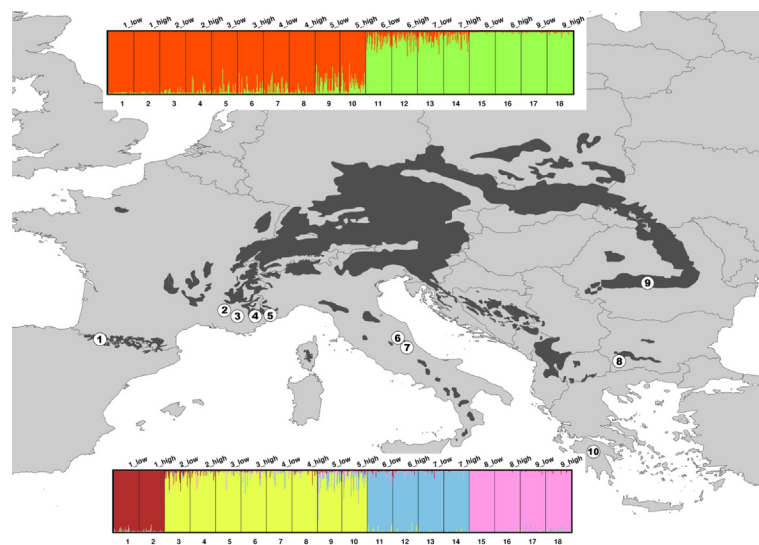 1_low 1_high 2_low 2_high 3_low 3_high 4_low 4_high 5_low 5_high 6_low 6_high 7_low 7_high 8_low 8_high 9_low 9_high
1 2 3 4 5 6 7 8 9 10 11 12 13 14 15 16 17 18
9
2 3 4 5
1
6
7
8
10
1_low 1_high 2_low 2_high 3_low 3_high 4_low 4_high 5_low 5_high 6_low 6_high 7_low 7_high 8_low 8_high 9_low 9_high
1 2 3 4 5 6 7 8 9 10 11 12 13 14 15 16 17 18